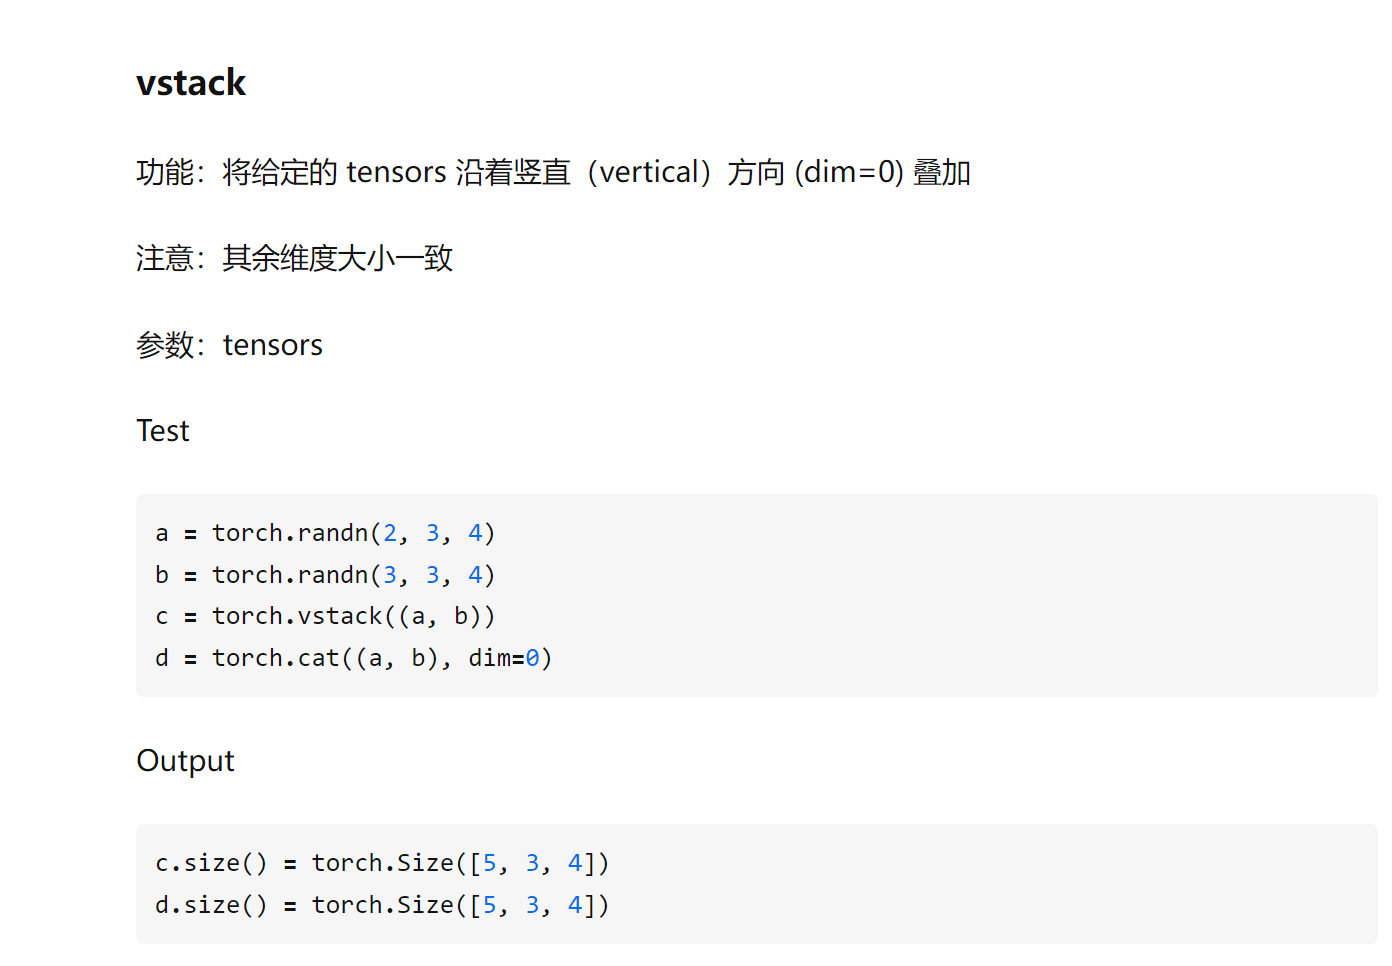 vstack
功能：将给定的 tensors 沿着竖直（vertical）方向 (dim=0) 叠加
注意：其余维度大小一致
参数：tensors
Test
a = torch.randn(2, 3, 4)
b = torch.randn(3, 3, 4)
c = torch.vstack((a, b))
d = torch.cat((a, b), dim=0)
Output
c.size() = torch.Size([5, 3, 4])
d.size() = torch.Size([5, 3, 4])